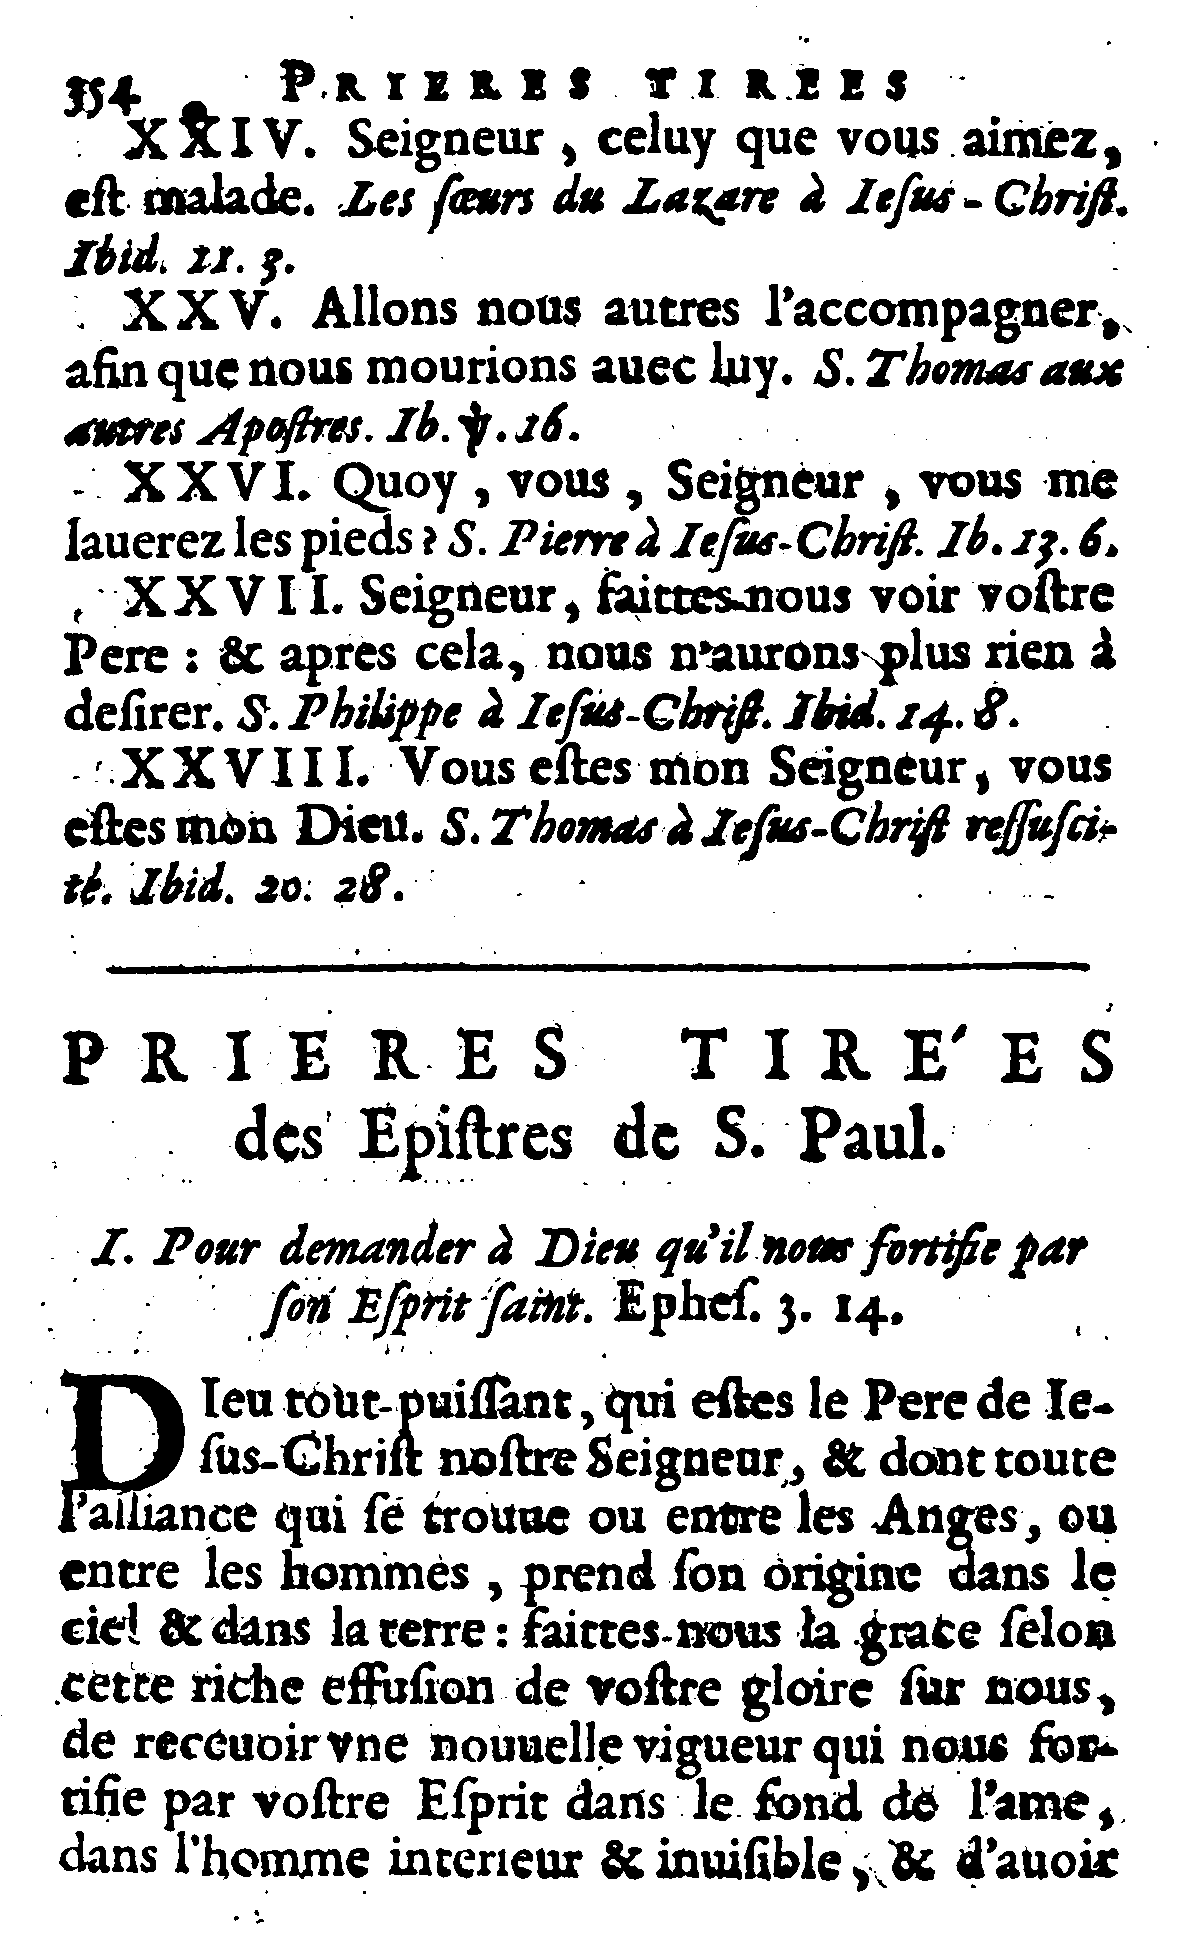 354 PRIERES TIREES
XXIV. Seigneur, celuy que vous aimez,
est malade. Les ſœurs du Lazare à Ieſus-Chriſt.
Ibid. 11. 3.
XXV. Allons nous autres l'accompagner,
afin que nous mourions auec luy. S. Thomas aux
autres Apoſtres. Ib. ℣. 16.
XXVI. Quoy, vous, Seigneur, vous me
lauerez les pieds? S. Pierre à Ieſus-Chriſt. Ib. 13. 6.
XXVII. Seigneur, faittes-nous voir voſtre
Pere : & apres cela, nous n'aurons plus rien à
deſirer. S. Philippe à Ieſus-Chriſt. Ibid. 14. 8.
XXVIII. Vous eſtes mon Seigneur, vous
eſtes mon Dieu. S. Thomas à Ieſus-Chriſt reſſuſci-
té. Ibid. 20. 28.
PRIERES TIRE'ES
des Epiſtres de S. Paul.
I. Pour demander à Dieu qu'il nous fortifie par
ſon Eſprit ſaint. Epheſ. 3. 14.
DIeu tout-puiſſant, qui eſtes le Pere de Ie-
ſus-Chriſt noſtre Seigneur, & dont toute
l'alliance qui ſe trouue ou entre les Anges, ou
entre les hommes, prend ſon origine dans le
ciel & dans la terre : faittes-nous la grace ſelon
cette riche effuſion de voſtre gloire ſur nous,
de receuoir vne nouuelle vigueur qui nous for-
tifie par voſtre Eſprit dans le fond de l'ame,
dans l'homme interieur & inuiſible, & d'auoir